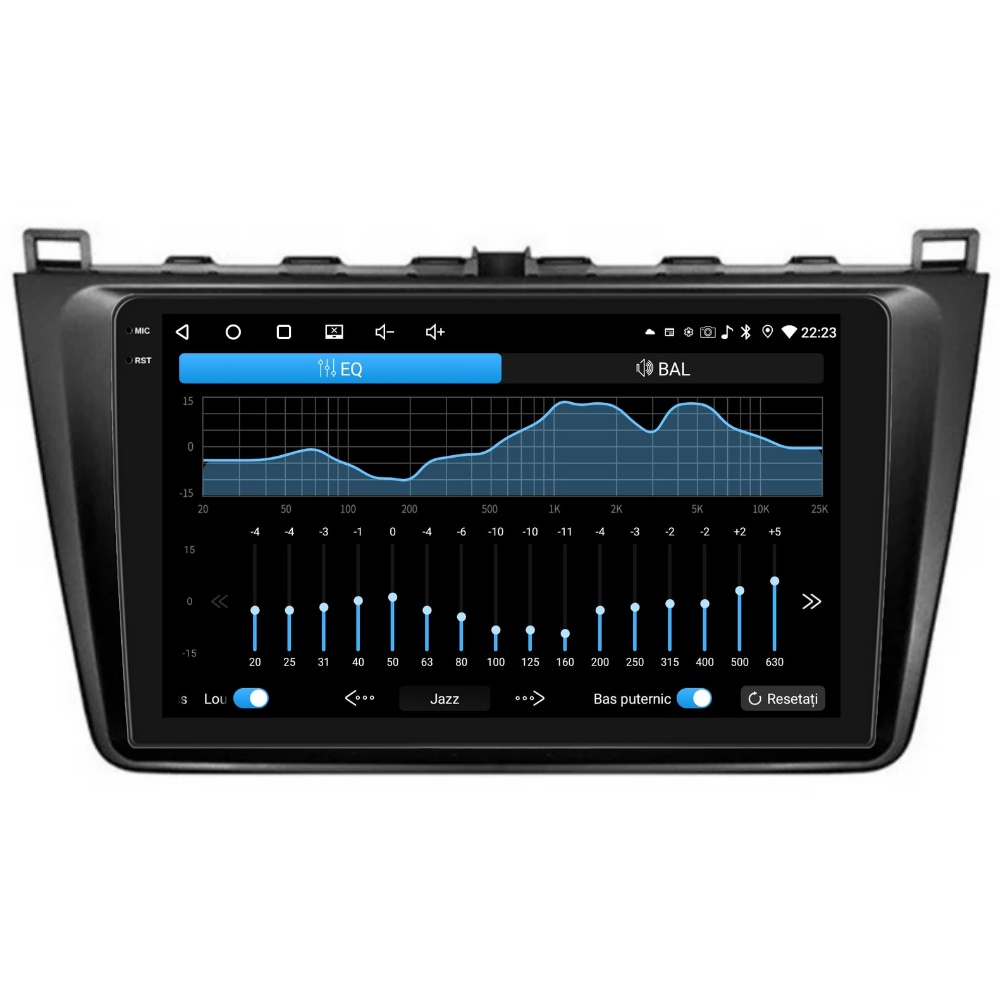 MIC
22:23
RST
EQ BAL
15
0
-15
20 50 100 200 500 1K 2K 5K 10K 25K
-4 -4 -3 -1 0 -4 -6 -10 -10 -11 -4 -3 -2 -2 +2 +5
15
0
-15
20 25 31 40 50 63 80 100 125 160 200 250 315 400 500 630
s Lou Jazz Bas puternic Resetați